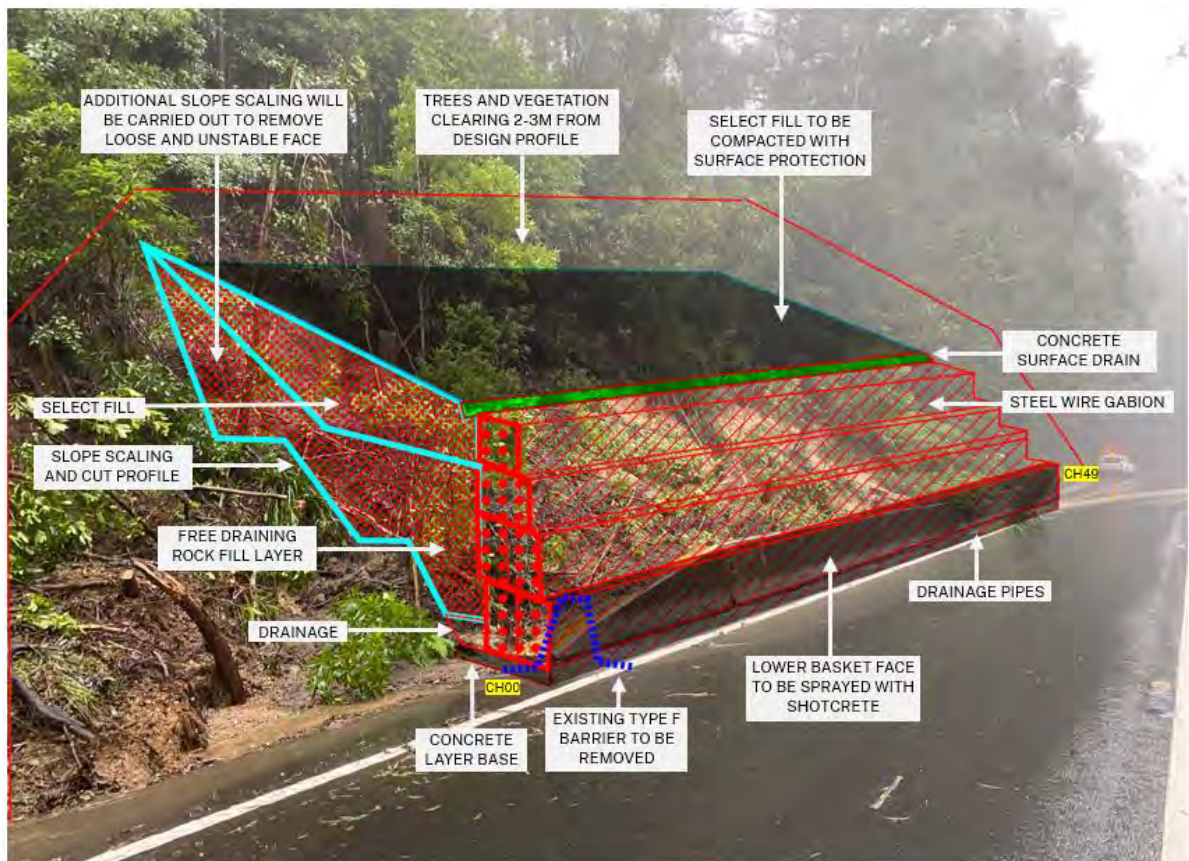 ADDITIONAL SLOPE SCALING WILL
BE CARRIED OUT TO REMOVE
LOOSE AND UNSTABLE FACE
TREES AND VEGETATION
CLEARING 2-3M FROM
DESIGN PROFILE
SELECT FILL TO BE
COMPACTED WITH
SURFACE PROTECTION
CONCRETE
SURFACE DRAIN
SELECT FILL
STEEL WIRE GABION
SLOPE SCALING
AND CUT PROFILE
CH49
FREE DRAINING
ROCK FILL LAYER
DRAINAGE PIPES
DRAINAGE
LOWER BASKET FACE
TO BE SPRAYED WITH
SHOTCRETE
CH00
CONCRETE
LAYER BASE
EXISTING TYPE F
BARRIER TO BE
REMOVED